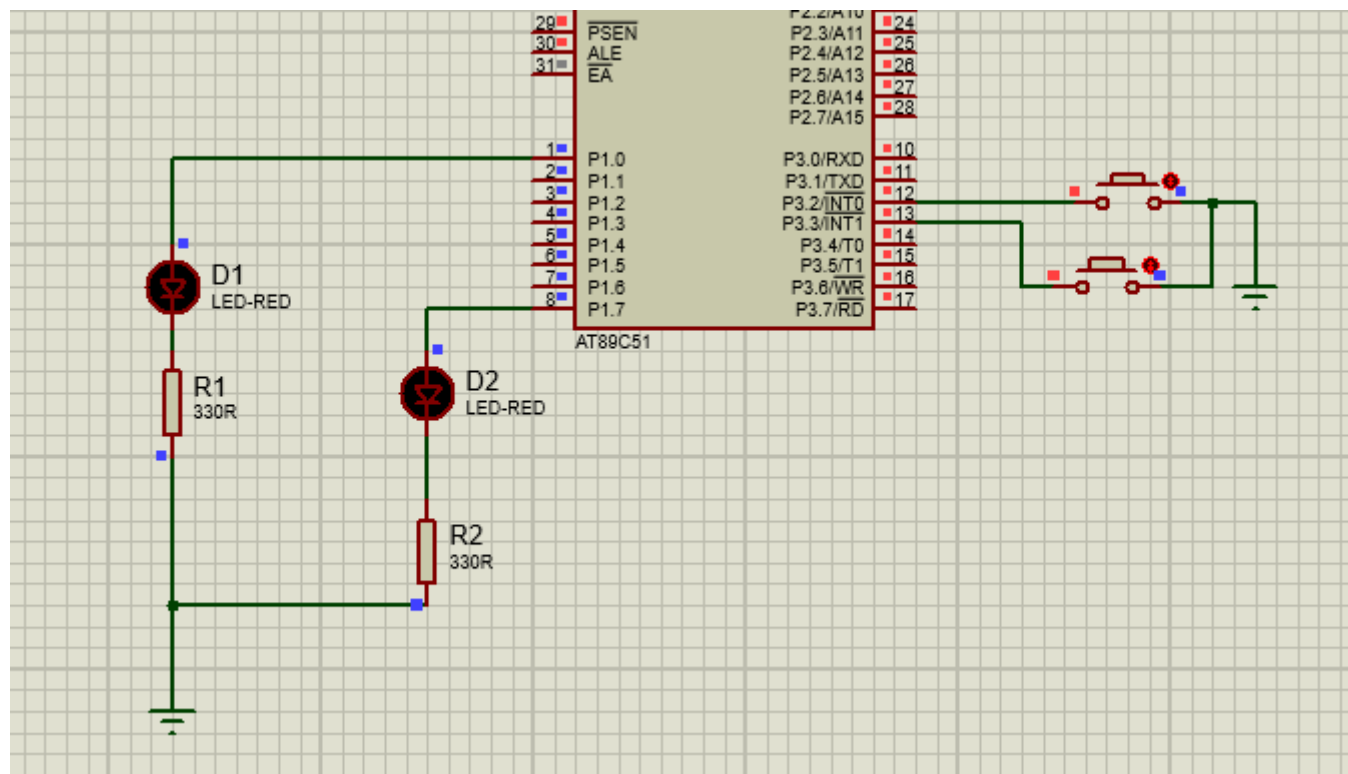 29 PSEN
30 ALE
31 EA
P2.2/A10
P2.3/A11 24
P2.4/A12 25
P2.5/A13 26
P2.6/A14 27
P2.7/A15 28
1 P1.0
2 P1.1
3 P1.2
4 P1.3
5 P1.4
6 P1.5
7 P1.6
8 P1.7
P3.0/RXD 10
P3.1/TXD 11
P3.2/INT0 12
P3.3/INT1 13
P3.4/T0 14
P3.5/T1 15
P3.6/WR 16
P3.7/RD 17
AT89C51
D1
LED-RED
R1
330R
D2
LED-RED
R2
330R